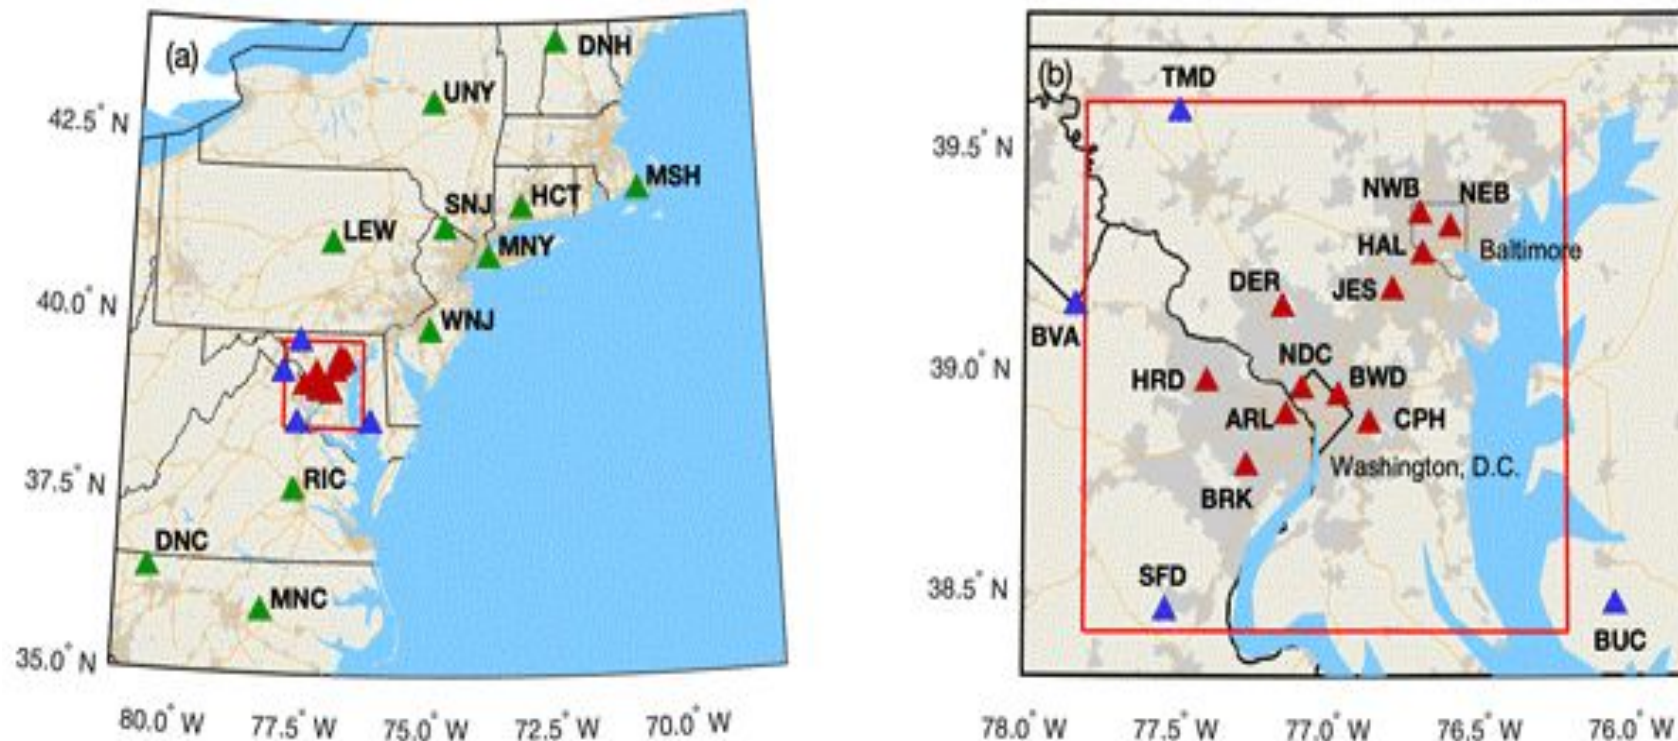 (a)
DNH
UNY
42.5° N
MSH
HCT
SNJ
LEW
MNY
40.0° N
WNJ
37.5° N
RIC
DNC
MNC
35.0° N
80.0° W 77.5° W 75.0° W 72.5° W 70.0° W
(b)
TMD
39.5° N
NWB NEB
HAL Baltimore
DER JES
BVA
39.0° N
NDC
HRD BWD
ARL CPH
Washington, D.C.
BRK
SFD
38.5° N
BUC
78.0° W 77.5° W 77.0° W 76.5° W 76.0° W